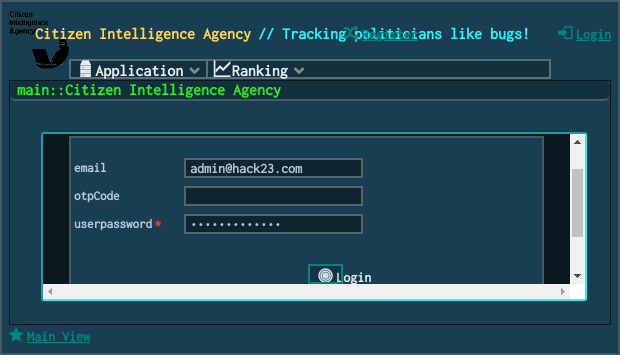 Citizen
Intelligence
Agency
Citizen Intelligence Agency // Tracking politicians like bugs!
Register
Login
Application
Ranking
main::Citizen Intelligence Agency
email
admin@hack23.com
otpCode
userpassword*
•••••••••••••
Login
Main View